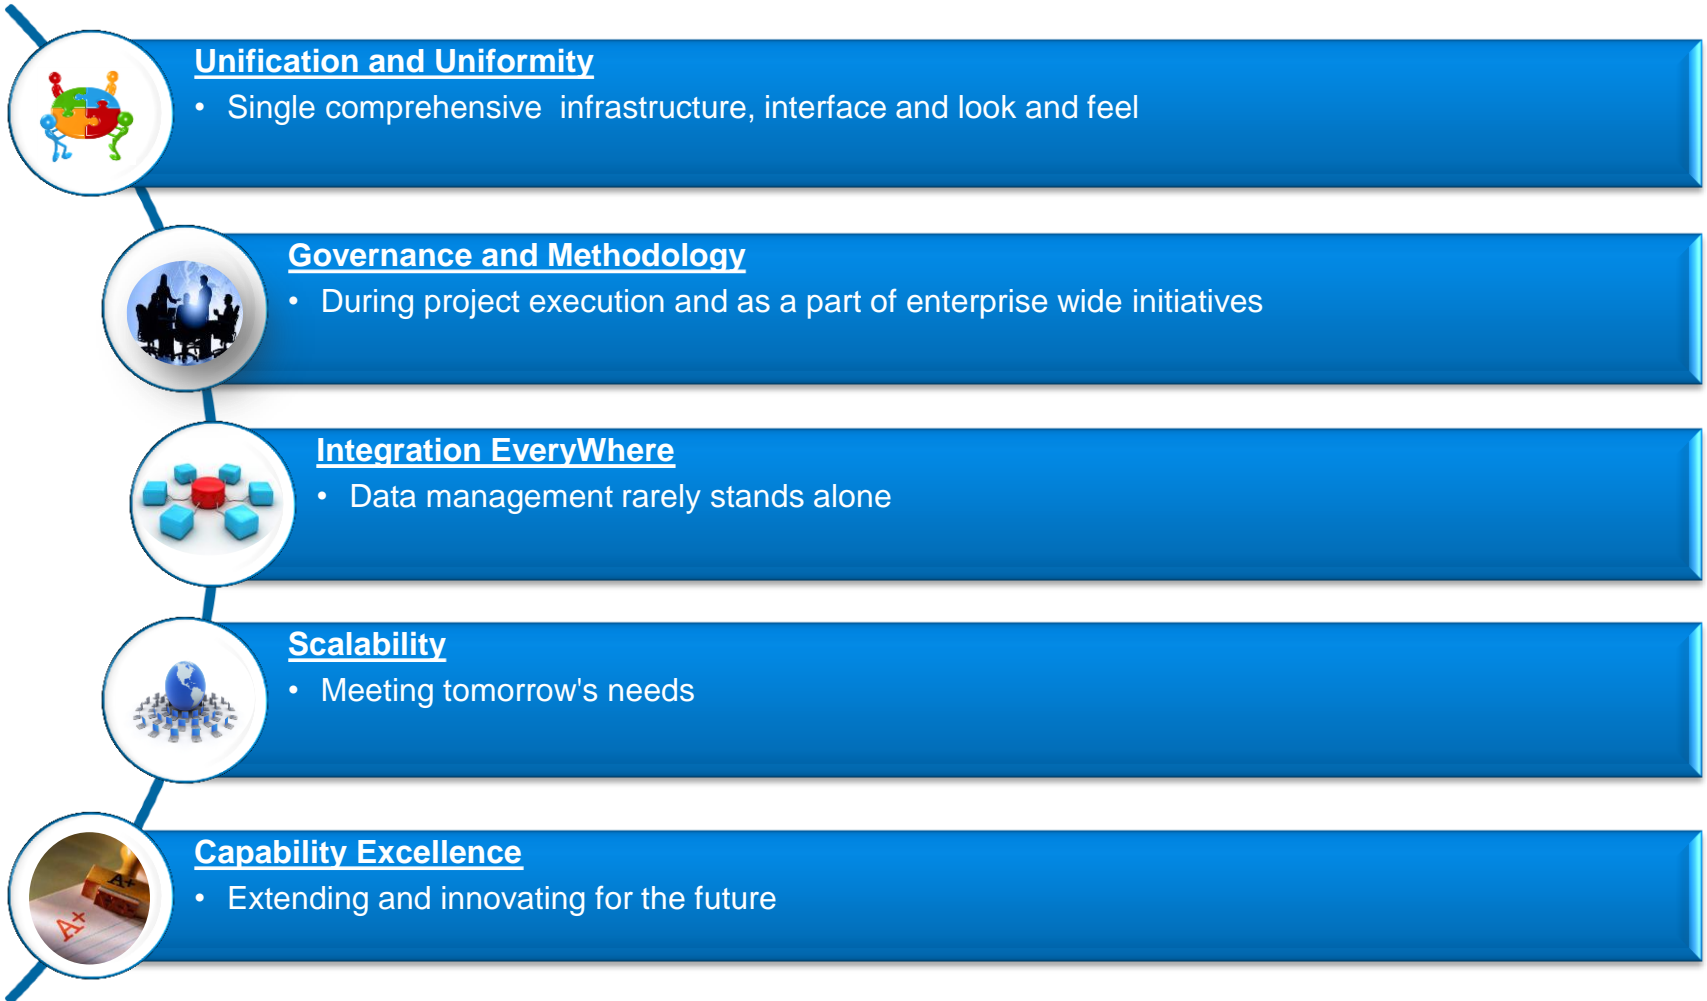 Unification and Uniformity
• Single comprehensive  infrastructure, interface and look and feel
Governance and Methodology
• During project execution and as a part of enterprise wide initiatives
Integration EveryWhere
• Data management rarely stands alone
Scalability
• Meeting tomorrow's needs
Capability Excellence
• Extending and innovating for the future
A+
A+